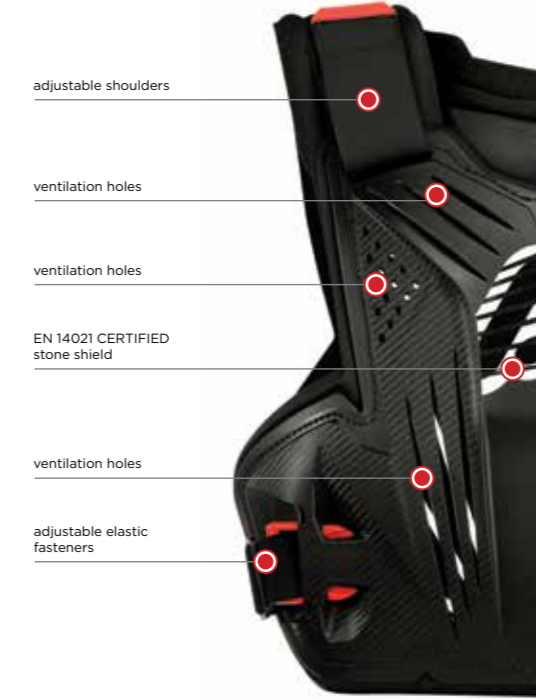 adjustable shoulders
ventilation holes
ventilation holes
EN 14021 CERTIFIED
stone shield
ventilation holes
adjustable elastic
fasteners